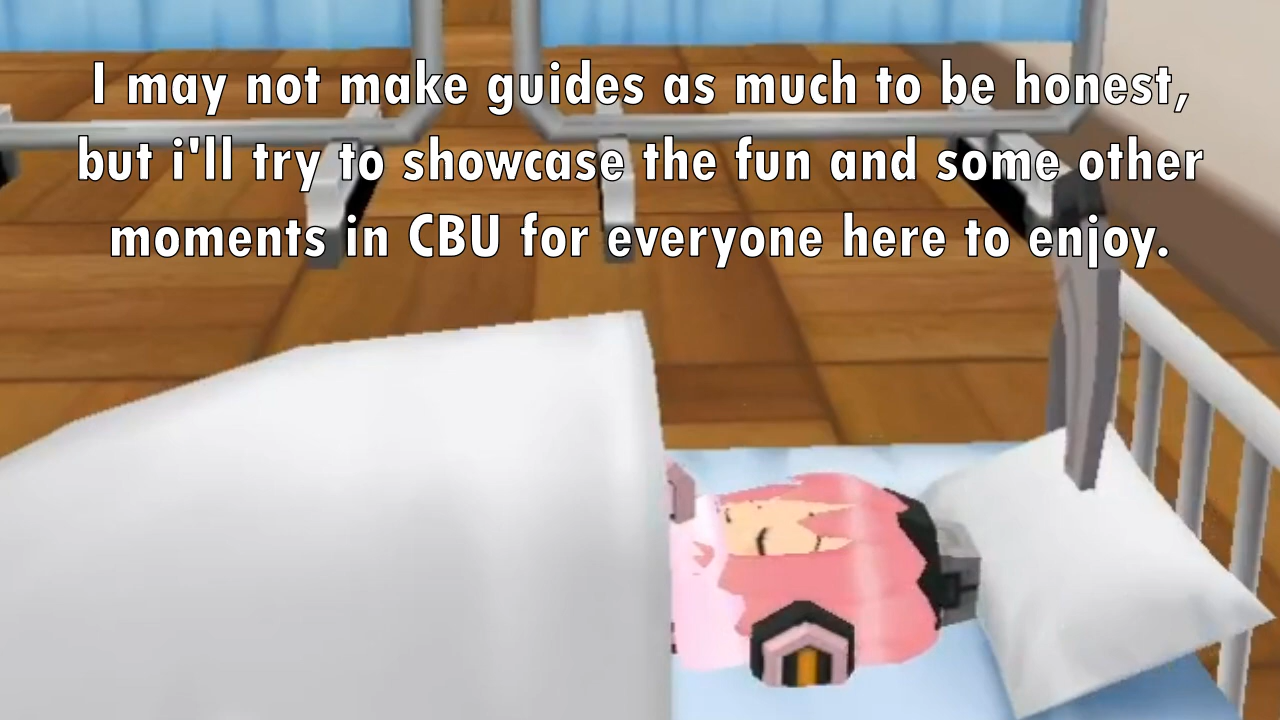 I may not make guides as much to be honest,
but i'll try to showcase the fun and some other
moments in CBU for everyone here to enjoy.